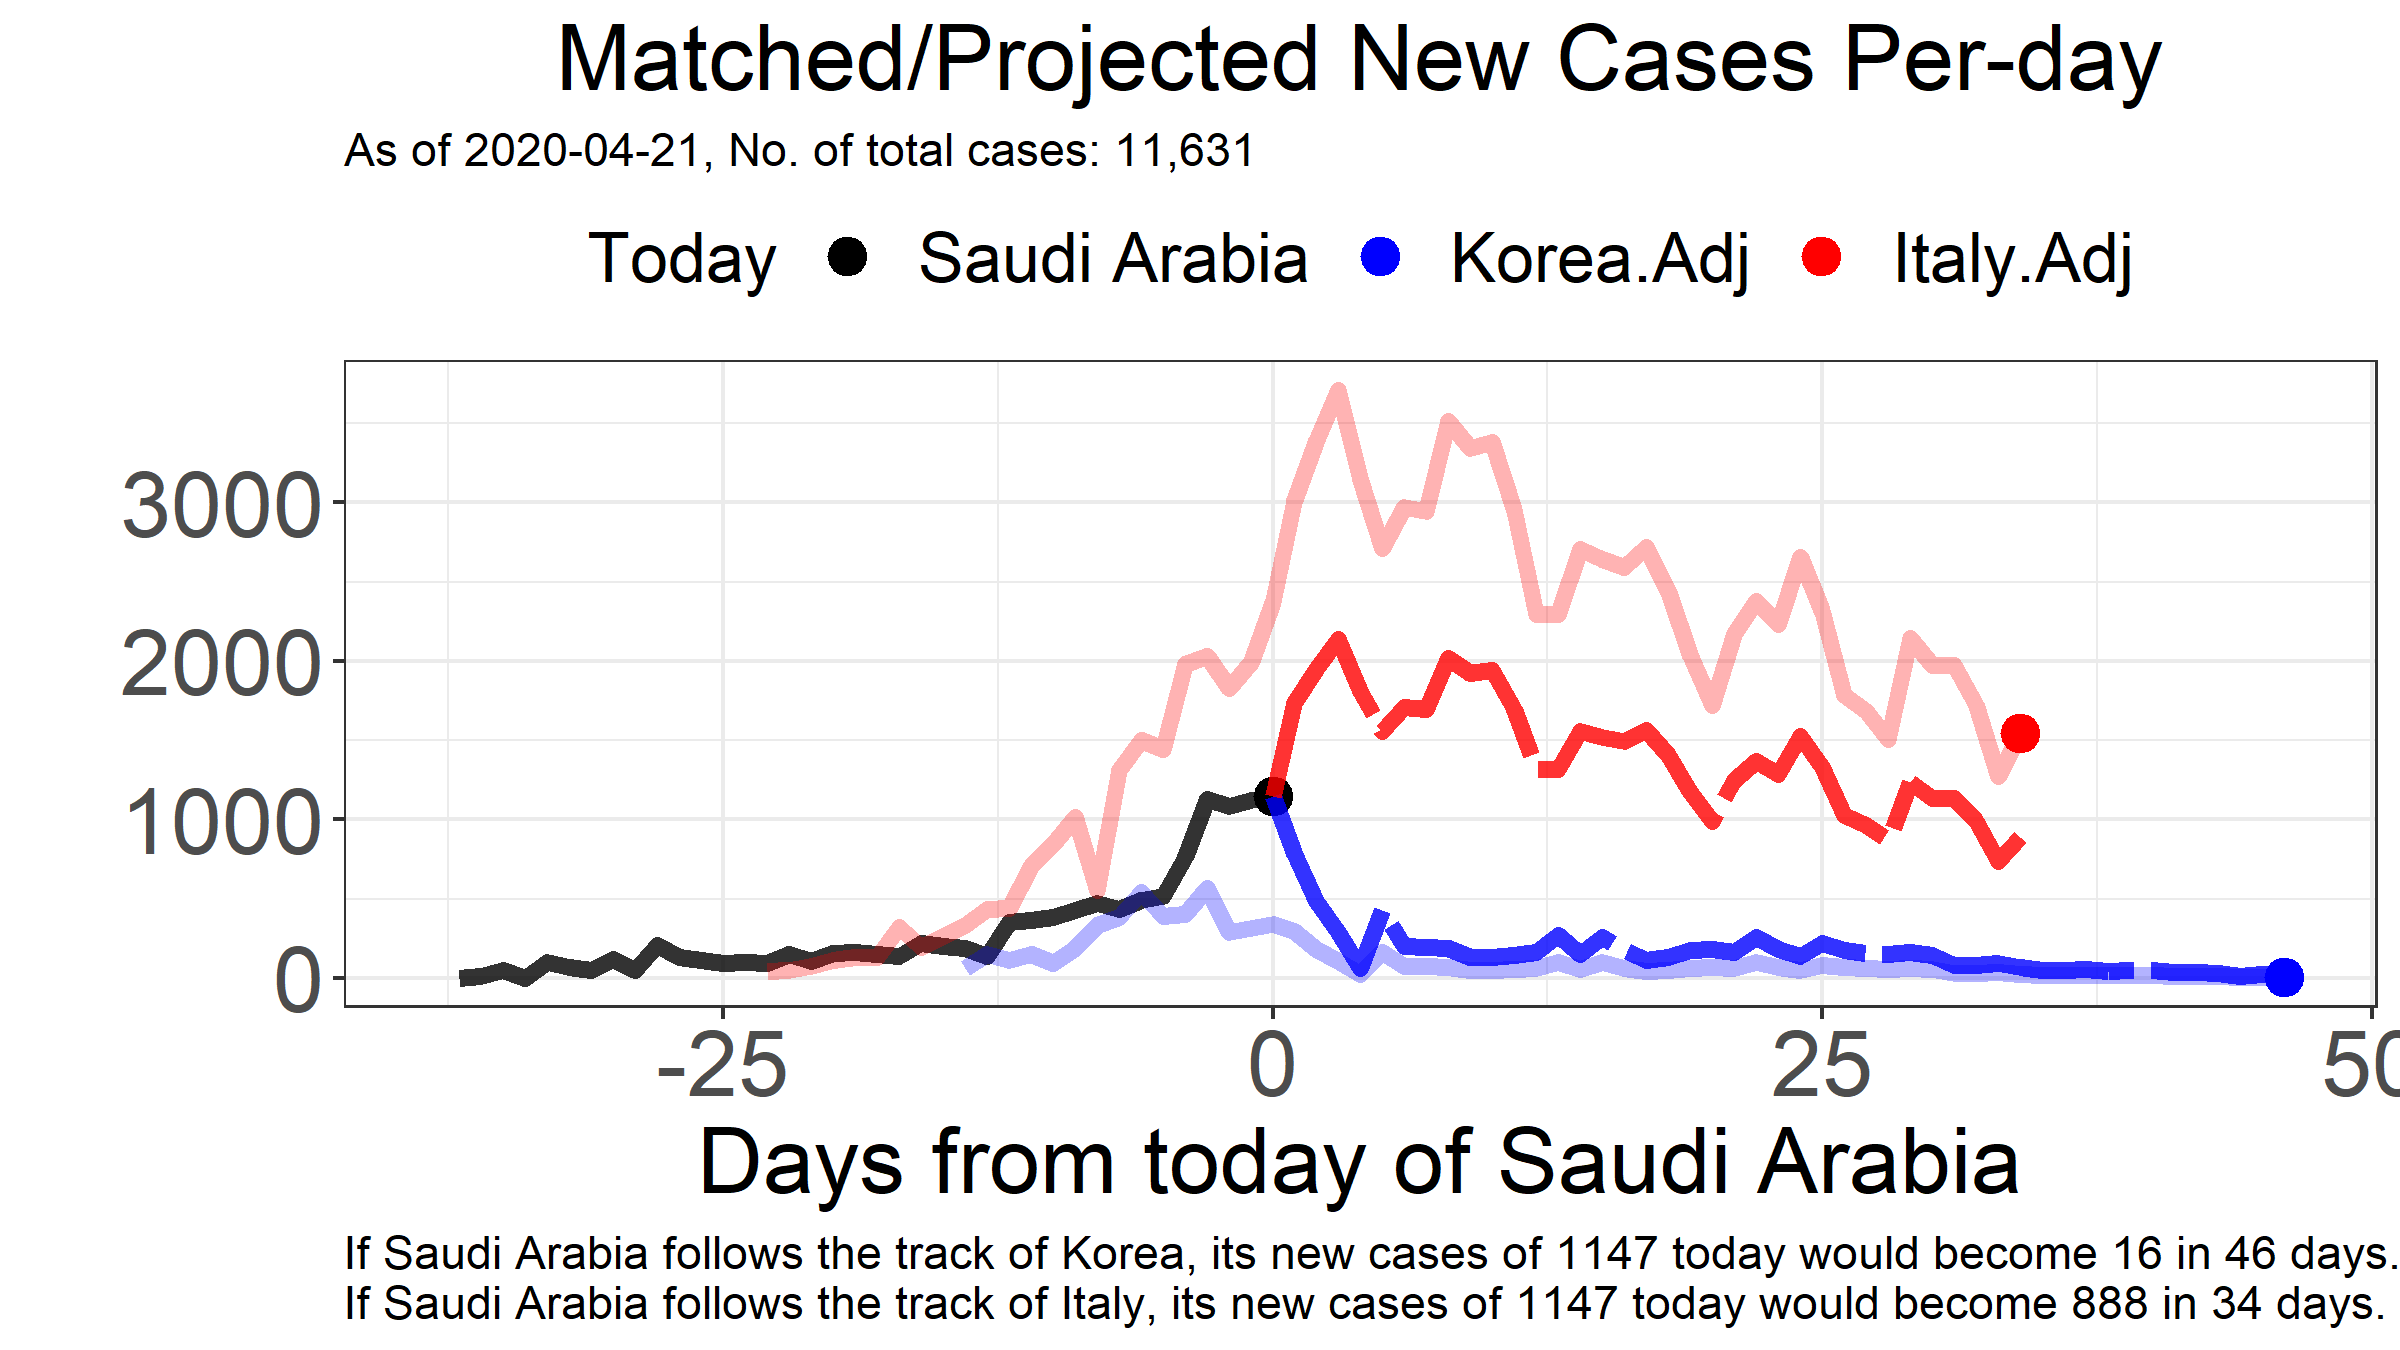 Matched/Projected New Cases Per-day
As of 2020-04-21, No. of total cases: 11,631
Today Saudi Arabia Korea.Adj Italy.Adj
3000
2000
1000
0
-25 0 25 50
Days from today of Saudi Arabia
If Saudi Arabia follows the track of Korea, its new cases of 1147 today would become 16 in 46 days.
If Saudi Arabia follows the track of Italy, its new cases of 1147 today would become 888 in 34 days.